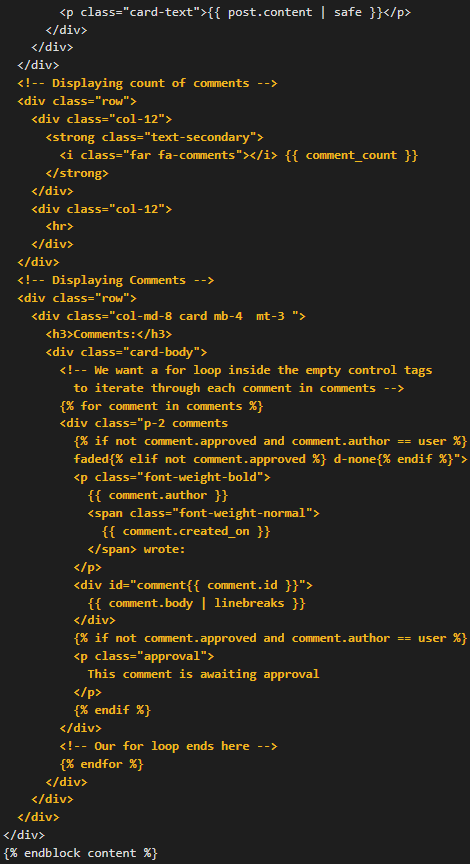 <p class="card-text">{{ post.content | safe }}</p>
      </div>
    </div>
  </div>
  <!-- Displaying count of comments -->
  <div class="row">
    <div class="col-12">
      <strong class="text-secondary">
        <i class="far fa-comments"></i> {{ comment_count }}
      </strong>
    </div>
    <div class="col-12">
      <hr>
    </div>
  </div>
  <!-- Displaying Comments -->
  <div class="row">
    <div class="col-md-8 card mb-4  mt-3 ">
      <h3>Comments:</h3>
      <div class="card-body">
        <!-- We want a for loop inside the empty control tags
          to iterate through each comment in comments -->
        {% for comment in comments %}
        <div class="p-2 comments
          {% if not comment.approved and comment.author == user %}
          faded{% elif not comment.approved %} d-none{% endif %}">
          <p class="font-weight-bold">
            {{ comment.author }}
            <span class="font-weight-normal">
              {{ comment.created_on }}
            </span> wrote:
          </p>
          <div id="comment{{ comment.id }}">
            {{ comment.body | linebreaks }}
          </div>
          {% if not comment.approved and comment.author == user %}
          <p class="approval">
            This comment is awaiting approval
          </p>
          {% endif %}
        </div>
        <!-- Our for loop ends here -->
        {% endfor %}
      </div>
    </div>
  </div>
</div>
{% endblock content %}